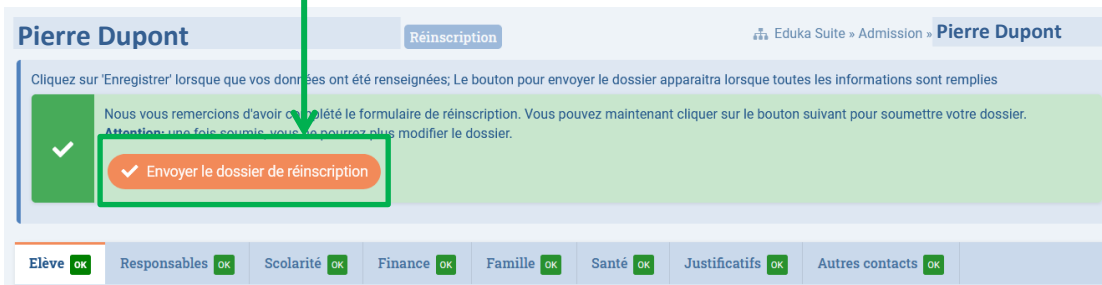 Pierre Dupont Réinscription Eduka Suite » Admission » Pierre Dupont
Cliquez sur 'Enregistrer' lorsque que vos données ont été renseignées; Le bouton pour envoyer le dossier apparaitra lorsque toutes les informations sont remplies
Nous vous remercions d'avoir complété le formulaire de réinscription. Vous pouvez maintenant cliquer sur le bouton suivant pour soumettre votre dossier.
Attention: une fois soumis, vous ne pourrez plus modifier le dossier.
Envoyer le dossier de réinscription
Elève OK Responsables OK Scolarité OK Finance OK Famille OK Santé OK Justificatifs OK Autres contacts OK